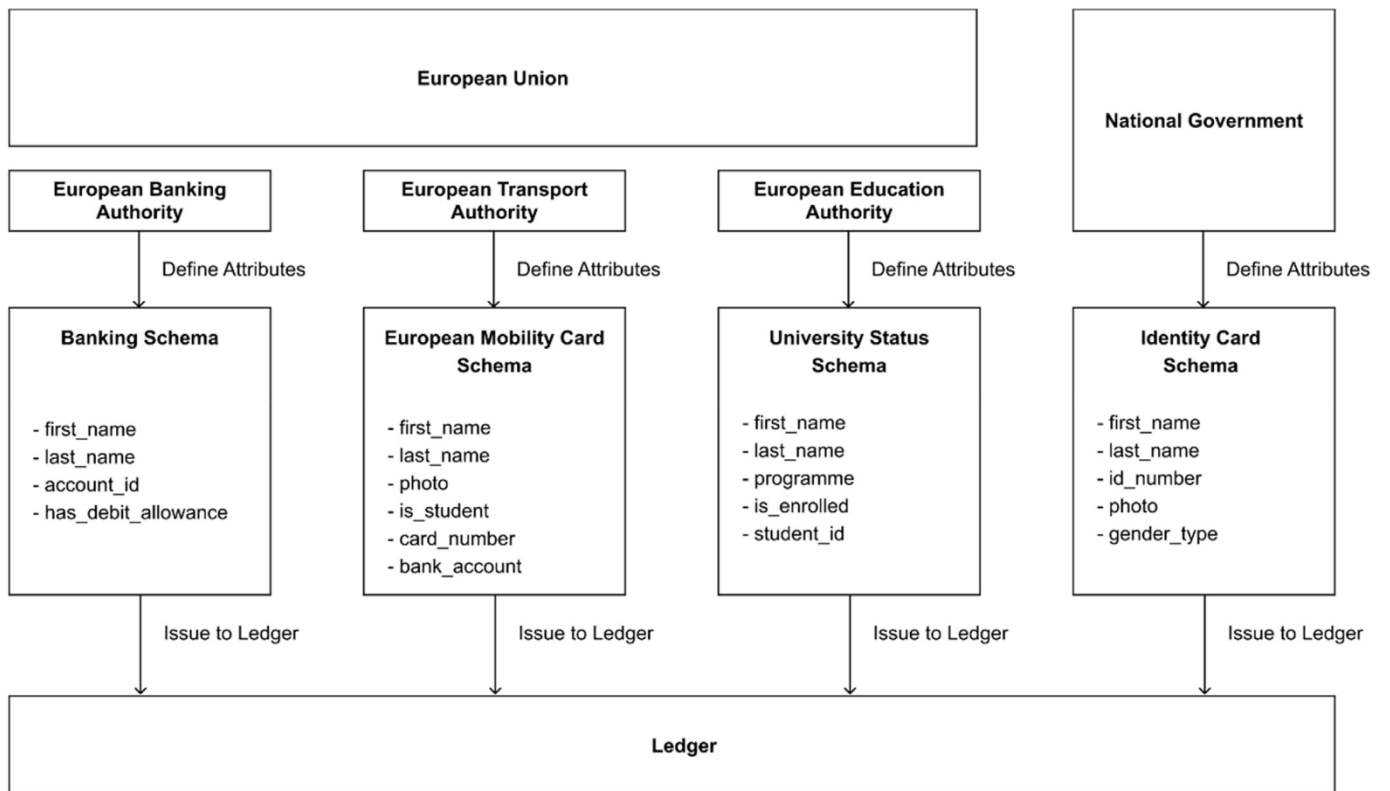 European Union
National Government
European Banking
Authority
European Transport
Authority
European Education
Authority
Define Attributes
Define Attributes
Define Attributes
Define Attributes
Banking Schema
- first_name
- last_name
- account_id
- has_debit_allowance
European Mobility Card
Schema
- first_name
- last_name
- photo
- is_student
- card_number
- bank_account
University Status
Schema
- first_name
- last_name
- programme
- is_enrolled
- student_id
Identity Card
Schema
- first_name
- last_name
- id_number
- photo
- gender_type
Issue to Ledger
Issue to Ledger
Issue to Ledger
Issue to Ledger
Ledger